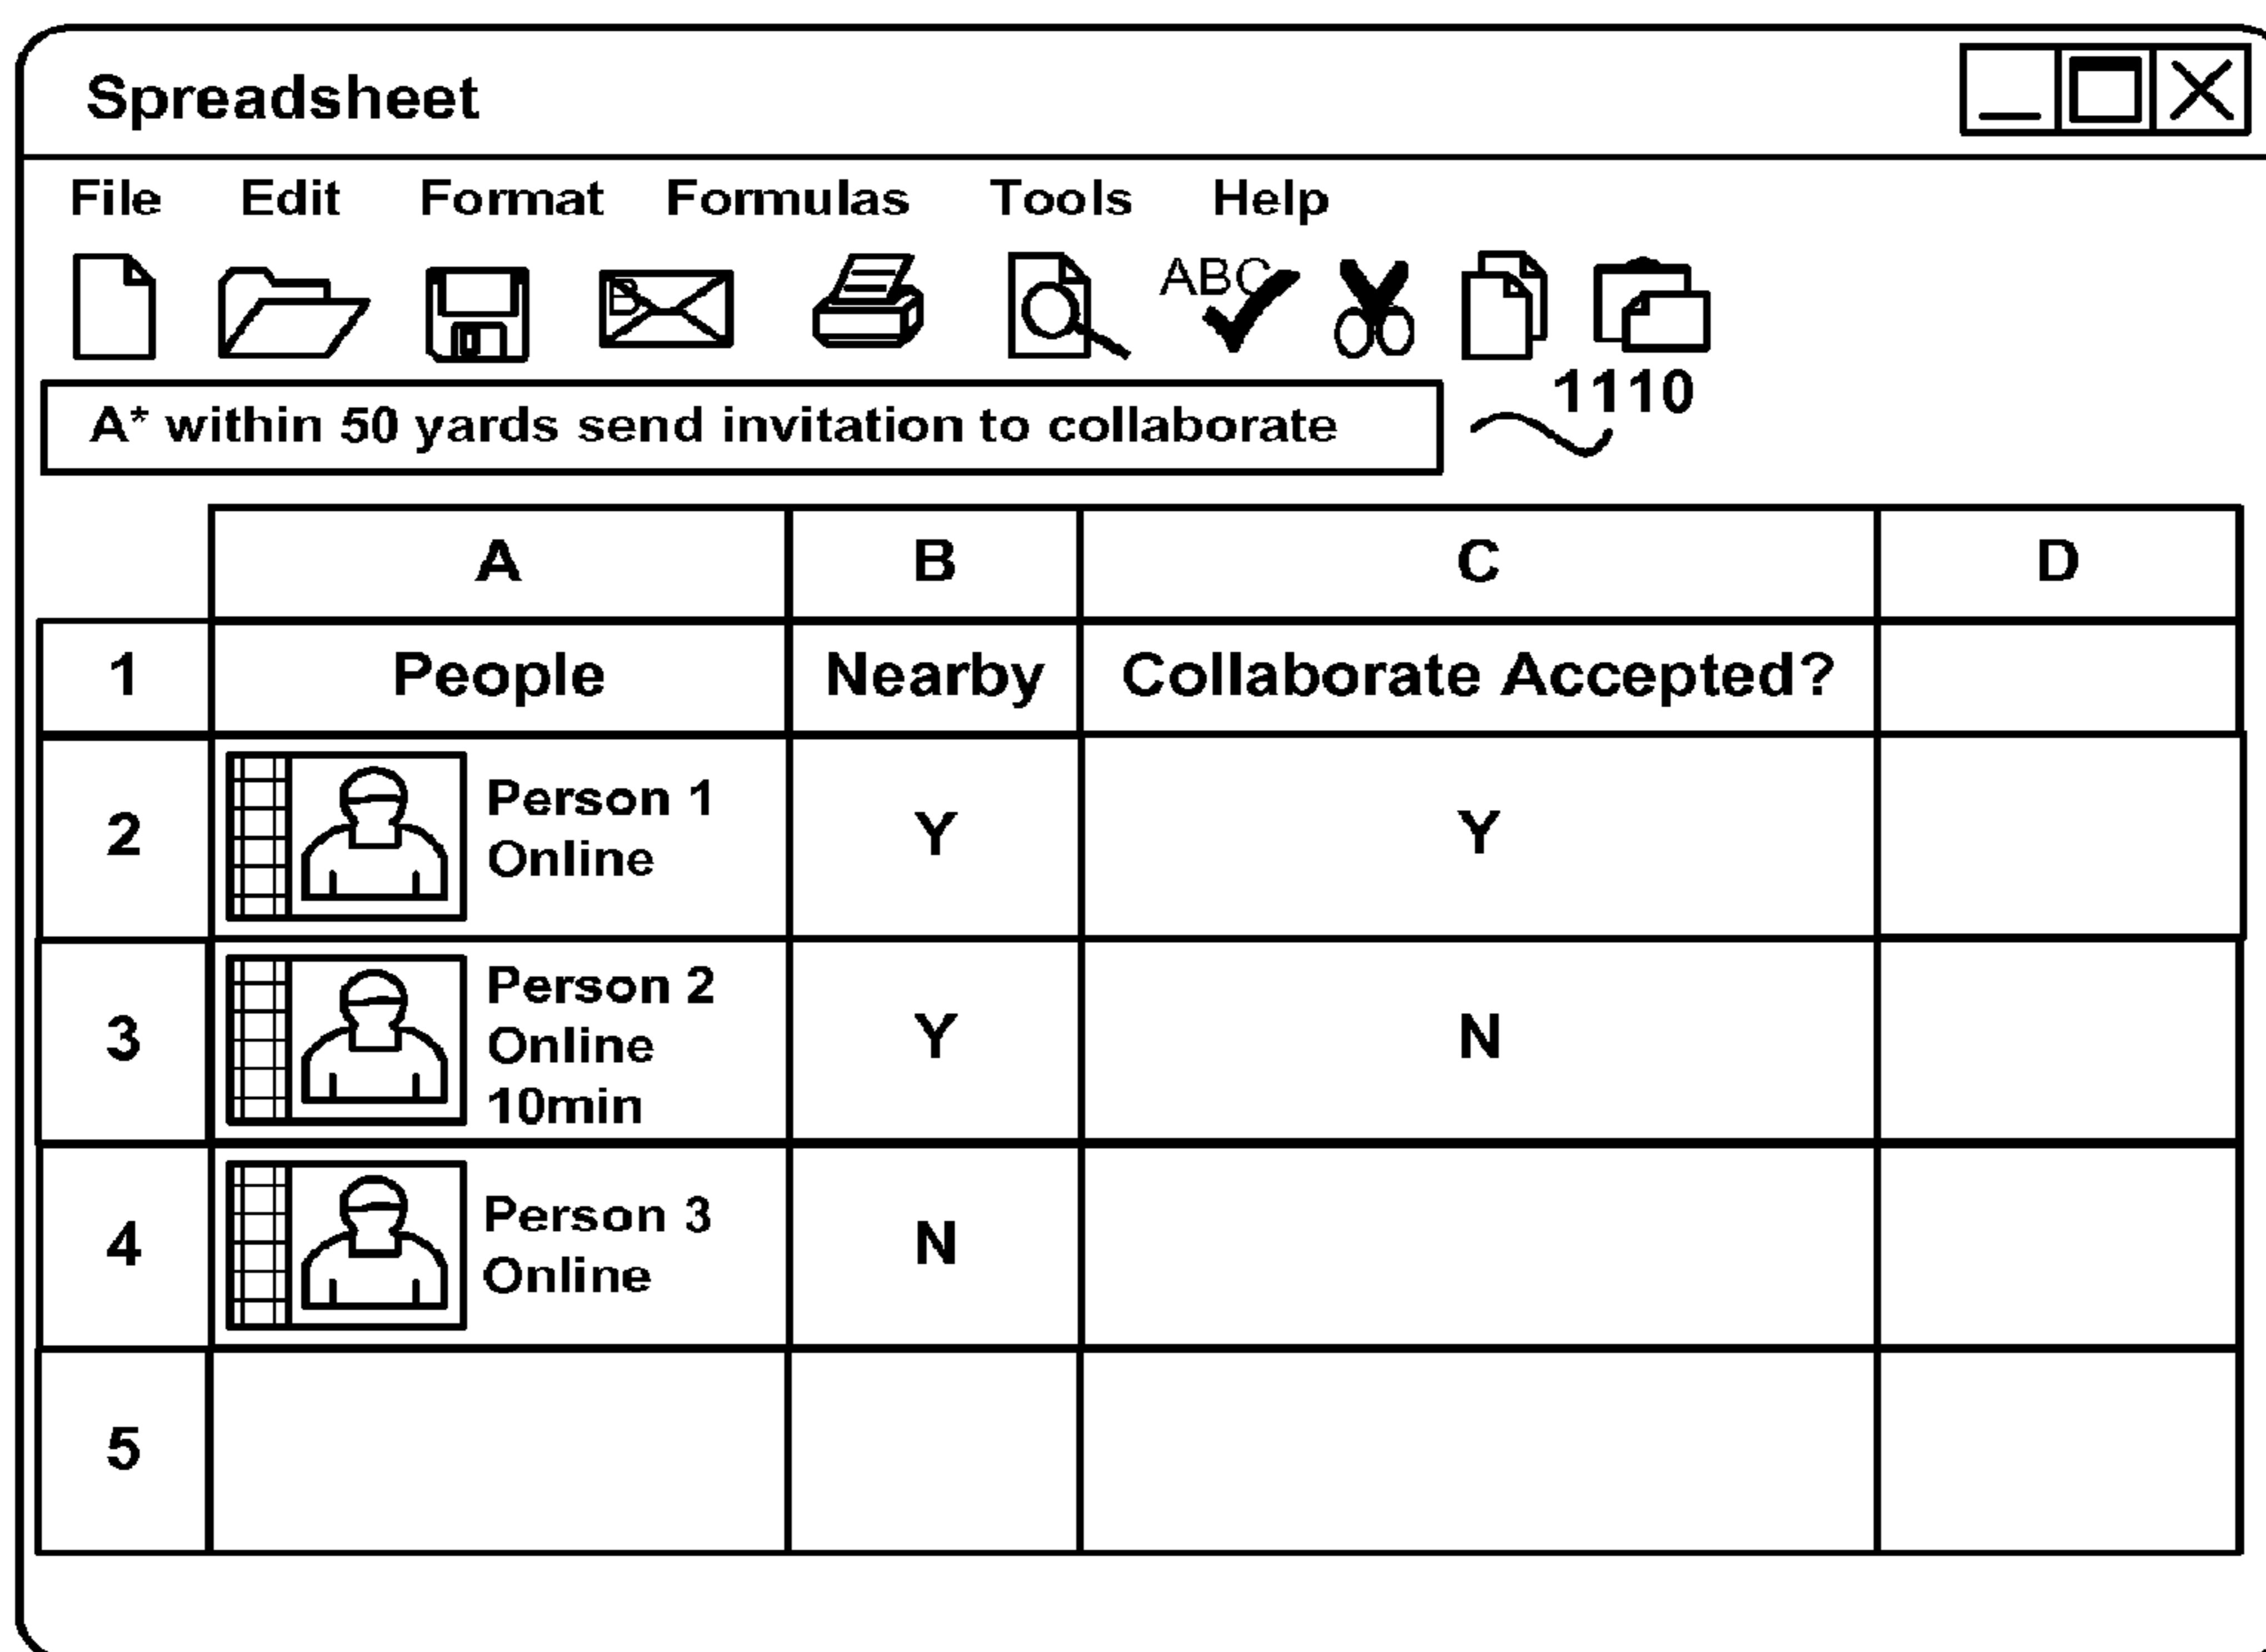 Spreadsheet
File Edit Format Formulas Tools Help
B ABC
1110
A* within 50 yards send invitation to collaborate
A B C D
1 People Nearby Collaborate Accepted?
2 Person 1 Online Y Y
3 Person 2 Online 10min Y N
4 Person 3 Online N
5